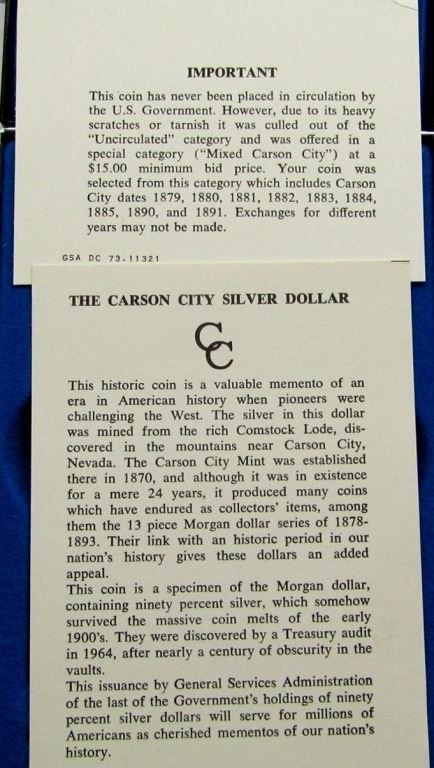 IMPORTANT
This coin has never been placed in circulation by
the U.S. Government. However, due to its heavy
scratches or tarnish it was culled out of the
"Uncirculated" category and was offered in a
special category ("Mixed Carson City") at a
$15.00 minimum bid price. Your coin was
selected from this category which includes Carson
City dates 1879, 1880, 1881, 1882, 1883, 1884,
1885, 1890, and 1891. Exchanges for different
years may not be made.
GSA DC 73.11321
THE CARSON CITY SILVER DOLLAR
CC
This historic coin is a valuable memento of an
era in American history when pioneers were
challenging the West. The silver in this dollar
was mined from the rich Comstock Lode, dis-
covered in the mountains near Carson City,
Nevada. The Carson City Mint was established
there in 1870, and although it was in existence
for a mere 24 years, it produced many coins
which have endured as collectors' items, among
them the 13 piece Morgan dollar series of 1878-
1893. Their link with an historic period in our
nation's history gives these dollars an added
appeal.
This coin is a specimen of the Morgan dollar,
containing ninety percent silver, which somehow
survived the massive coin melts of the early
1900's. They were discovered by a Treasury audit
in 1964, after nearly a century of obscurity in the
vaults.
This issuance by General Services Administration
of the last of the Government's holdings of ninety
percent silver dollars will serve for millions of
Americans as cherished mementos of our nation's
history.